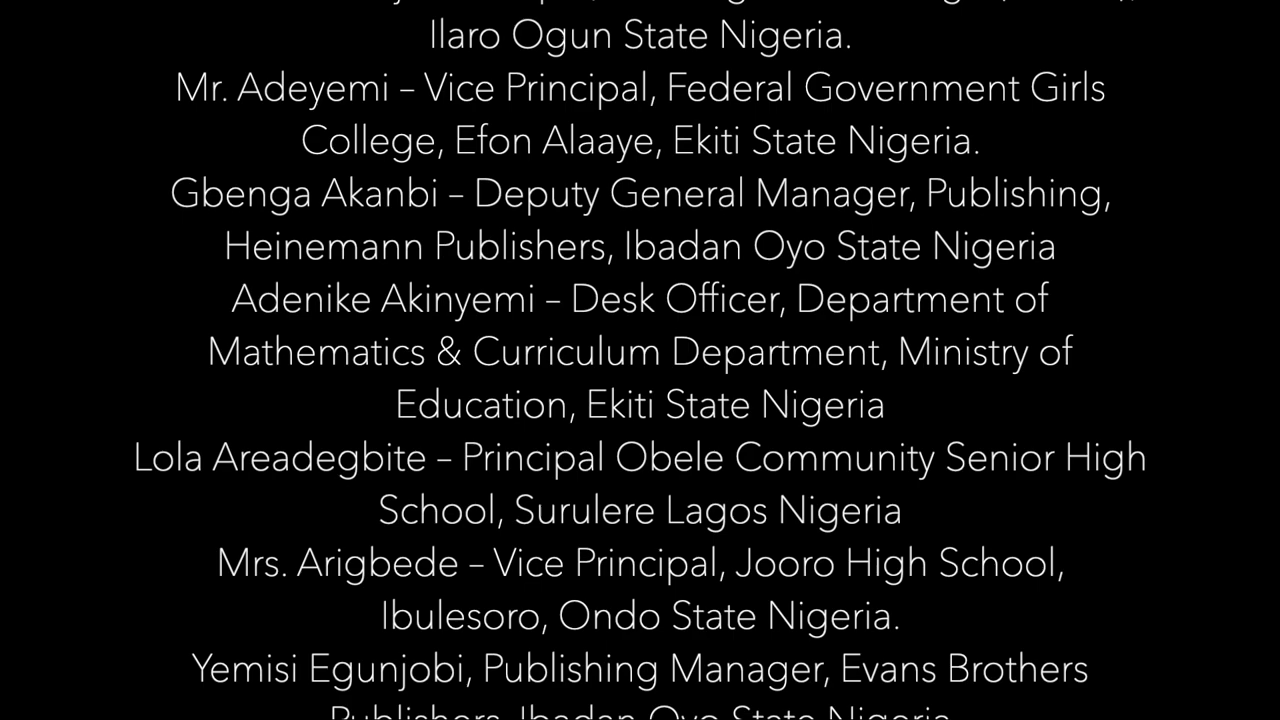 Ilaro Ogun State Nigeria.
Mr. Adeyemi – Vice Principal, Federal Government Girls
College, Efon Alaaye, Ekiti State Nigeria.
Gbenga Akanbi – Deputy General Manager, Publishing,
Heinemann Publishers, Ibadan Oyo State Nigeria
Adenike Akinyemi – Desk Officer, Department of
Mathematics & Curriculum Department, Ministry of
Education, Ekiti State Nigeria
Lola Areadegbite – Principal Obele Community Senior High
School, Surulere Lagos Nigeria
Mrs. Arigbede – Vice Principal, Jooro High School,
Ibulesoro, Ondo State Nigeria.
Yemisi Egunjobi, Publishing Manager, Evans Brothers
Publishers, Ibadan Oyo State Nigeria